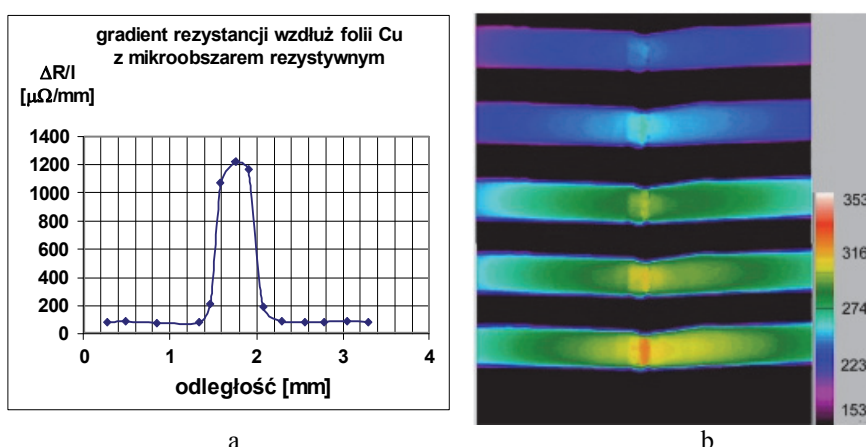 gradient rezystancji wzdłuż folii Cu
z mikroobszarem rezystywnym
ΔR/l
[μΩ/mm]
1400
1200
1000
800
600
400
200
0
0 1 2 3 4
odległość [mm]
a
353
316
274
223
153
b